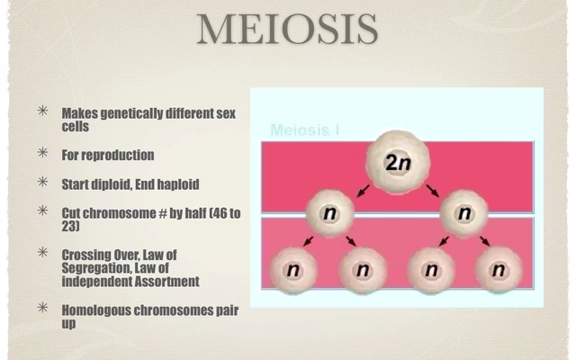 MEIOSIS
Makes genetically different sex
cells
For reproduction
Start diploid, End haploid
Cut chromosome # by half (46 to
23)
Crossing Over, Law of
Segregation, Law of
independent Assortment
Homologous chromosomes pair
up
Meiosis I
2n
n n
n n n n